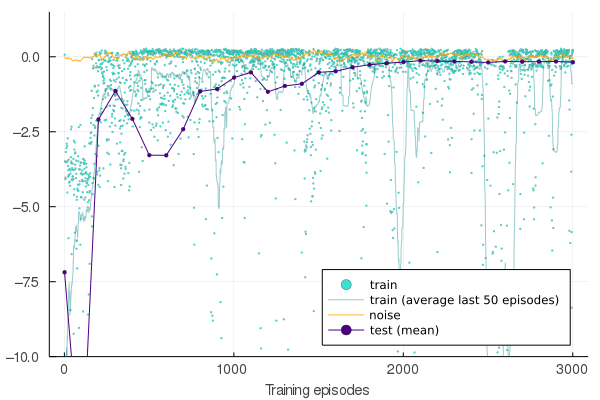 0.0
−2.5
−5.0
−7.5
−10.0
train
train (average last 50 episodes)
noise
test (mean)
0
1000
2000
3000
Training episodes